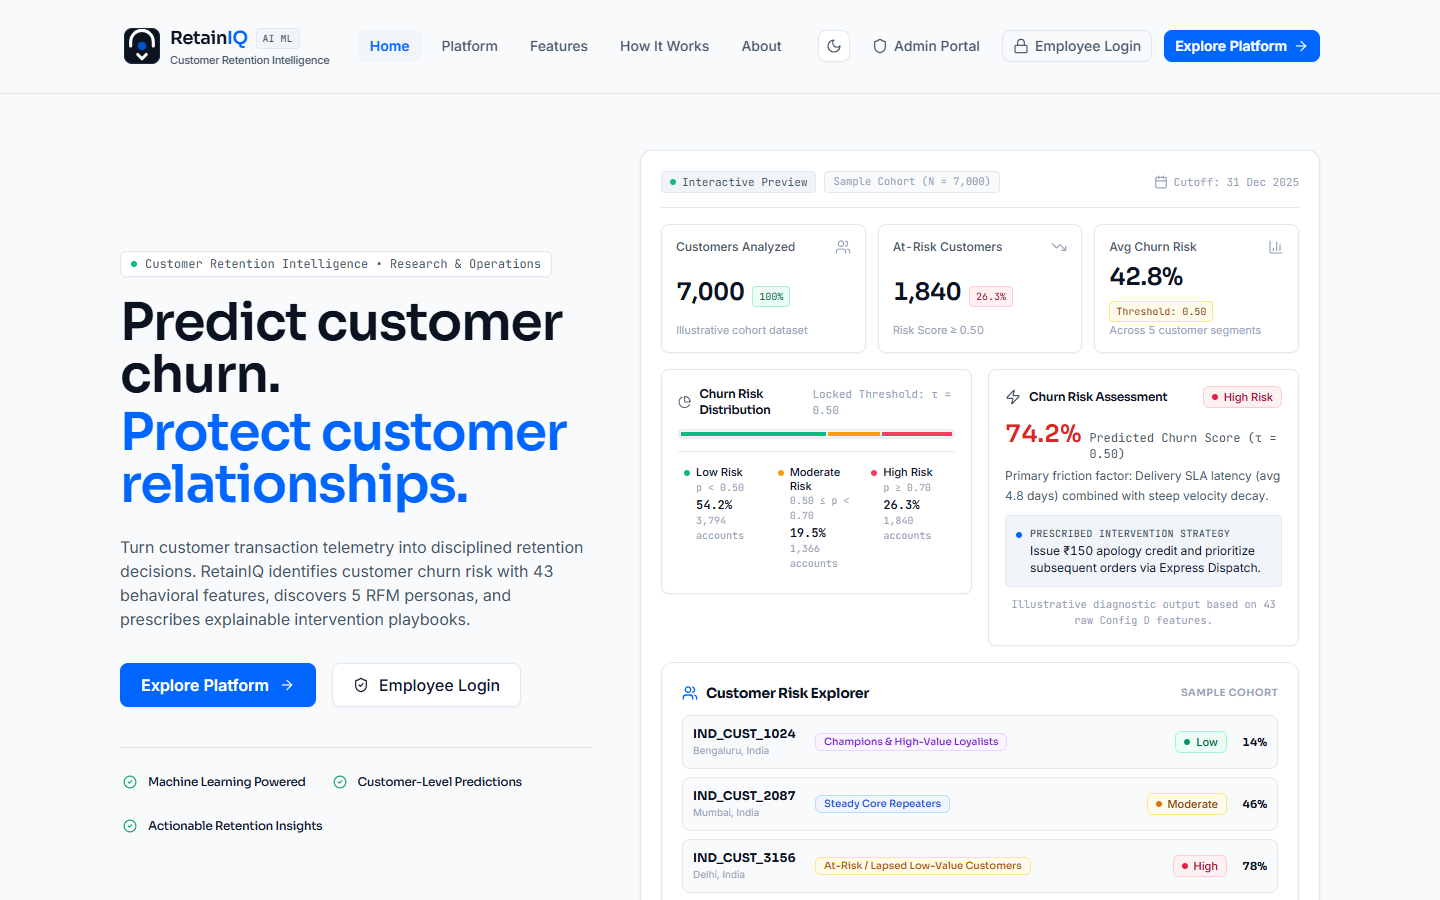 RetainIQ AI ML
Customer Retention Intelligence
Home
Platform
Features
How It Works
About
Admin Portal
Employee Login
Explore Platform
Customer Retention Intelligence • Research & Operations
Predict customer
churn.
Protect customer
relationships.
Turn customer transaction telemetry into disciplined retention
decisions. RetainIQ identifies customer churn risk with 43
behavioral features, discovers 5 RFM personas, and
prescribes explainable intervention playbooks.
Explore Platform
Employee Login
Machine Learning Powered
Customer-Level Predictions
Actionable Retention Insights
Interactive Preview
Sample Cohort (N = 7,000)
Cutoff: 31 Dec 2025
Customers Analyzed
7,000 100%
Illustrative cohort dataset
At-Risk Customers
1,840 26.3%
Risk Score ≥ 0.50
Avg Churn Risk
42.8%
Threshold: 0.50
Across 5 customer segments
Churn Risk
Distribution
Locked Threshold: τ =
0.50
Low Risk
p < 0.50
54.2%
3,794
accounts
Moderate
Risk
0.50 ≤ p <
0.70
19.5%
1,366
accounts
High Risk
p ≥ 0.70
26.3%
1,840
accounts
Churn Risk Assessment
High Risk
74.2% Predicted Churn Score (τ =
0.50)
Primary friction factor: Delivery SLA latency (avg
4.8 days) combined with steep velocity decay.
PRESCRIBED INTERVENTION STRATEGY
Issue ₹150 apology credit and prioritize
subsequent orders via Express Dispatch.
Illustrative diagnostic output based on 43
raw Config D features.
Customer Risk Explorer
SAMPLE COHORT
IND_CUST_1024
Bengaluru, India
Champions & High-Value Loyalists
Low
14%
IND_CUST_2087
Mumbai, India
Steady Core Repeaters
Moderate
46%
IND_CUST_3156
Delhi, India
At-Risk / Lapsed Low-Value Customers
High
78%